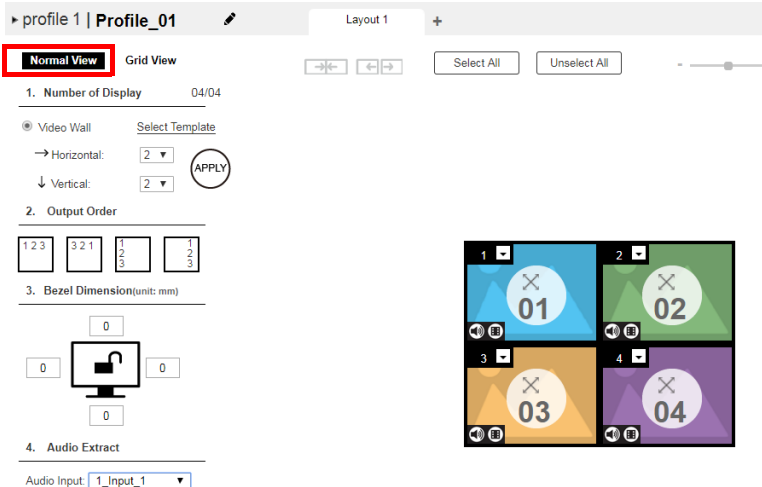 profile 1 | Profile_01
Layout 1
+
Normal View
Grid View
Select All
Unselect All
-
1. Number of Display 04/04
Video Wall
Select Template
Horizontal: 2
APPLY
Vertical: 2
2. Output Order
1 2 3
3 2 1
1
2
3
1
2
3
3. Bezel Dimension(unit: mm)
0
0
0
0
4. Audio Extract
Audio Input: 1_Input_1
1
01
2
02
3
03
4
04